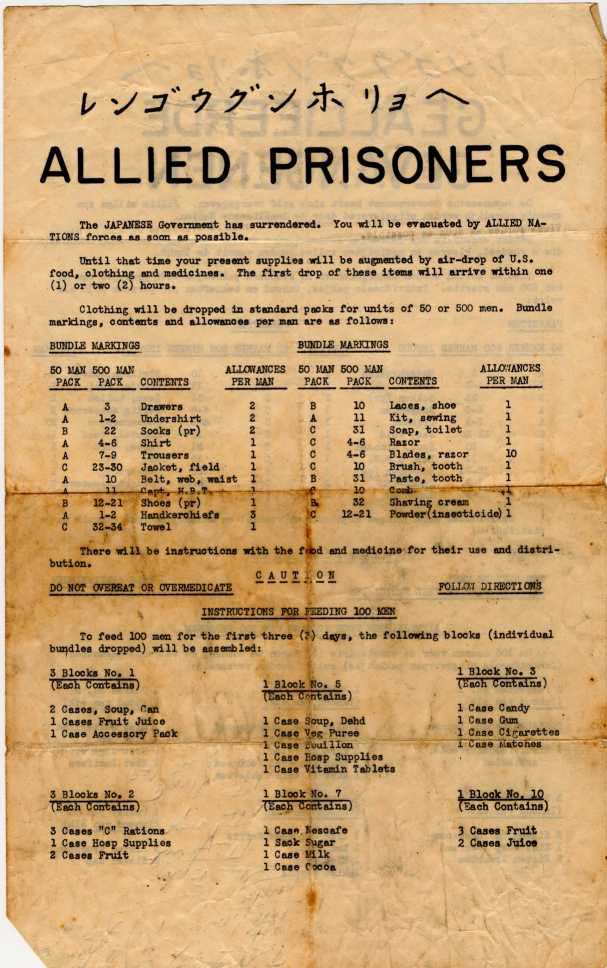 レンゴウグンホリョヘ
ALLIED PRISONERS
The JAPANESE Government has surrendered. You will be evacuated by ALLIED NA-
TIONS forces as soon as possible.
Until that time your present supplies will be augmented by air-drop of U.S.
food, clothing and medicines. The first drop of these items will arrive within one
(1) or two (2) hours.
Clothing will be dropped in standard packs for units of 50 or 500 men. Bundle
markings, contents and allowances per man are as follows:
BUNDLE MARKINGS BUNDLE MARKINGS
50 MAN 500 MAN ALLOWANCES 50 MAN 500 MAN ALLOWANCES
PACK PACK CONTENTS PER MAN PACK PACK CONTENTS PER MAN
A 3 Drawers 2 B 10 Laces, shoe 1
A 1-2 Undershirt 2 A 11 Kit, sewing 1
B 22 Socks (pr) 2 C 31 Soap, toilet 1
A 4-6 Shirt 1 C 4-6 Razor 1
A 7-9 Trousers 1 C 4-6 Blades, razor 10
C 23-30 Jacket, field 1 C 10 Brush, tooth 1
A 10 Belt, web, waist 1 B 31 Paste, tooth 1
A 11 Capt, H.B.T. 1 C 10 Comb 1
B 12-21 Shoes (pr) 1 B 32 Shaving cream 1
A 1-2 Handkerchiefs 3 C 12-21 Powder(insecticide) 1
C 32-34 Towel 1
There will be instructions with the food and medicine for their use and distri-
bution.
CAUTION
DO NOT OVEREAT OR OVERMEDICATE FOLLOW DIRECTIONS
INSTRUCTIONS FOR FEEDING 100 MEN
To feed 100 men for the first three (3) days, the following blocks (individual
bundles dropped) will be assembled:
3 Blocks No. 1
(Each Contains)
2 Cases, Soup, Can
1 Cases Fruit Juice
1 Case Accessory Pack
1 Block No. 5
(Each Contains)
1 Case Soup, Dehd
1 Case Veg Puree
1 Case Bouillon
1 Case Hosp Supplies
1 Case Vitamin Tablets
1 Block No. 3
(Each Contains)
1 Case Candy
1 Case Gum
1 Case Cigarettes
1 Case Matches
3 Blocks No. 2
(Each Contains)
3 Cases "C" Rations
1 Case Hosp Supplies
2 Cases Fruit
1 Block No. 7
(Each Contains)
1 Case Nescafe
1 Sack Sugar
1 Case Milk
1 Case Cocoa
1 Block No. 10
(Each Contains)
3 Cases Fruit
2 Cases Juice